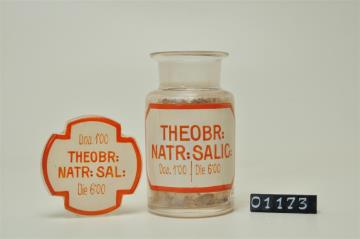 Dos. 1'00
THEOBR:
NATR: SAL:
Die 6'00
THEOBR:
NATR: SALIC:
Dos. 1'00 | Die 6'00
01173